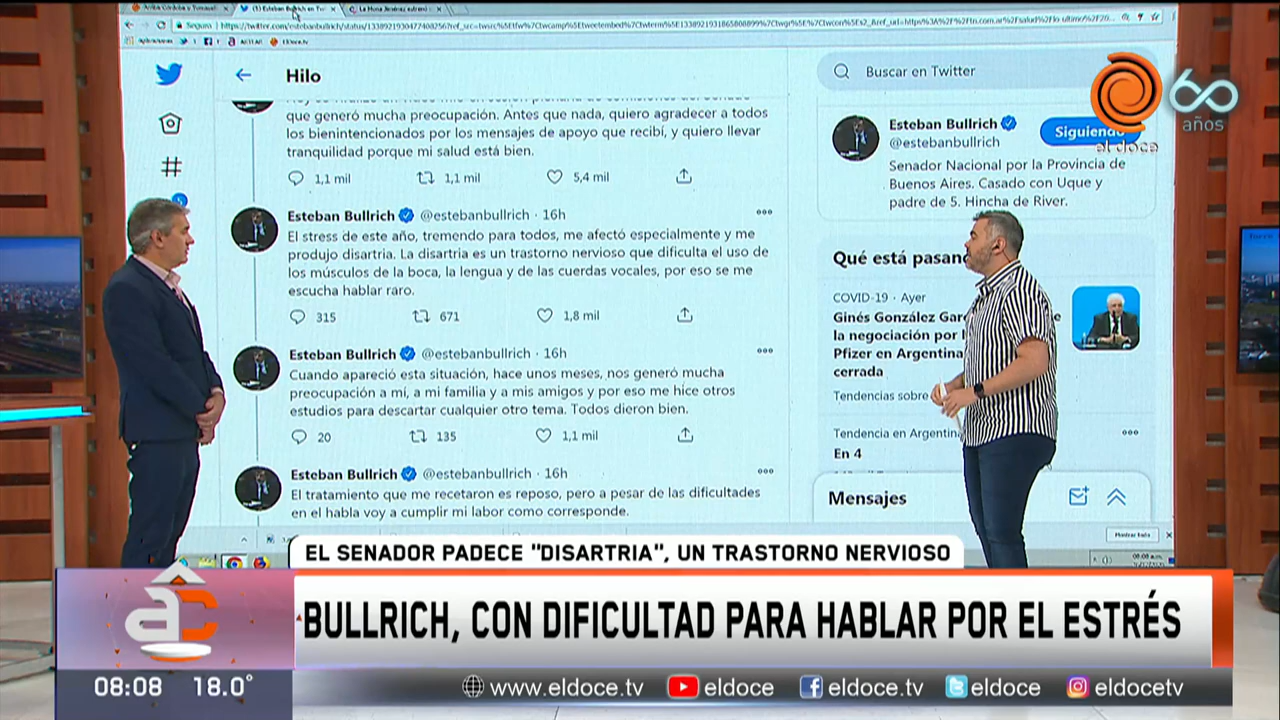 Seguro
Hilo
Buscar en Twitter
60
años
el doce
que generó mucha preocupación. Antes que nada, quiero agradecer a todos
los bienintencionados por los mensajes de apoyo que recibí, y quiero llevar
tranquilidad porque mi salud está bien.
1,1 mil 1,1 mil 5,4 mil
Esteban Bullrich
@estebanbullrich
Siguiendo
Senador Nacional por la Provincia de
Buenos Aires. Casado con Uque y
padre de 5. Hincha de River.
Esteban Bullrich @estebanbullrich · 16h
El stress de este año, tremendo para todos, me afectó especialmente y me
produjo disartria. La disartria es un trastorno nervioso que dificulta el uso de
los músculos de la boca, la lengua y de las cuerdas vocales, por eso se me
escucha hablar raro.
315 671 1,8 mil
Esteban Bullrich @estebanbullrich · 16h
Cuando apareció esta situación, hace unos meses, nos generó mucha
preocupación a mí, a mi familia y a mis amigos y por eso me hice otros
estudios para descartar cualquier otro tema. Todos dieron bien.
20 135 1,1 mil
Esteban Bullrich @estebanbullrich · 16h
El tratamiento que me recetaron es reposo, pero a pesar de las dificultades
en el habla voy a cumplir mi labor como corresponde.
Qué está pasand
COVID-19 · Ayer
Ginés González Gar
la negociación por l
Pfizer en Argentina
cerrada
Tendencias sobre
Tendencia en Argentin
En 4
Mensajes
Mostrar todo
EL SENADOR PADECE "DISARTRIA", UN TRASTORNO NERVIOSO
ac
BULLRICH, CON DIFICULTAD PARA HABLAR POR EL ESTRÉS
08:08 18.0°
www.eldoce.tv eldoce eldoce.tv eldoce eldocetv